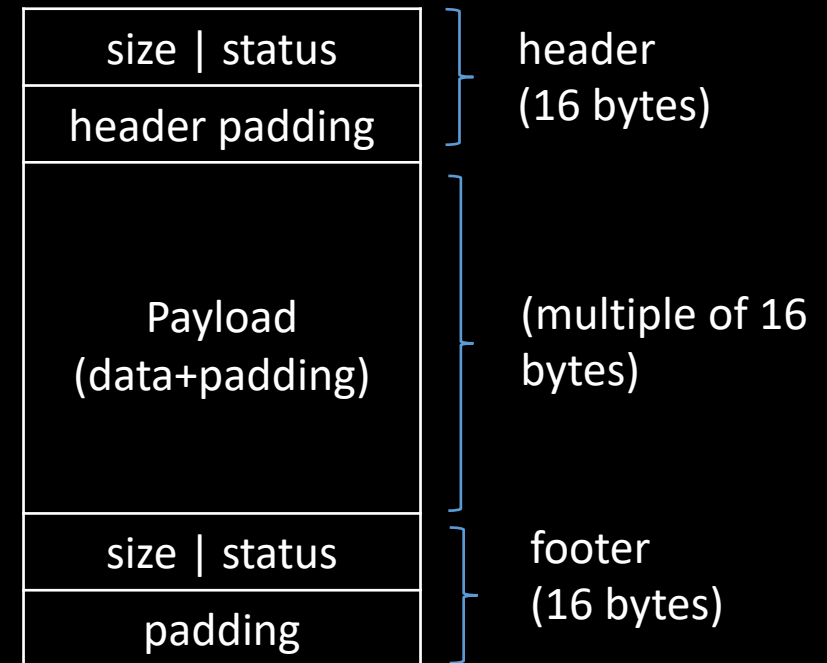 size | status
header padding
header
(16 bytes)
Payload
(data+padding)
(multiple of 16
bytes)
size | status
padding
footer
(16 bytes)